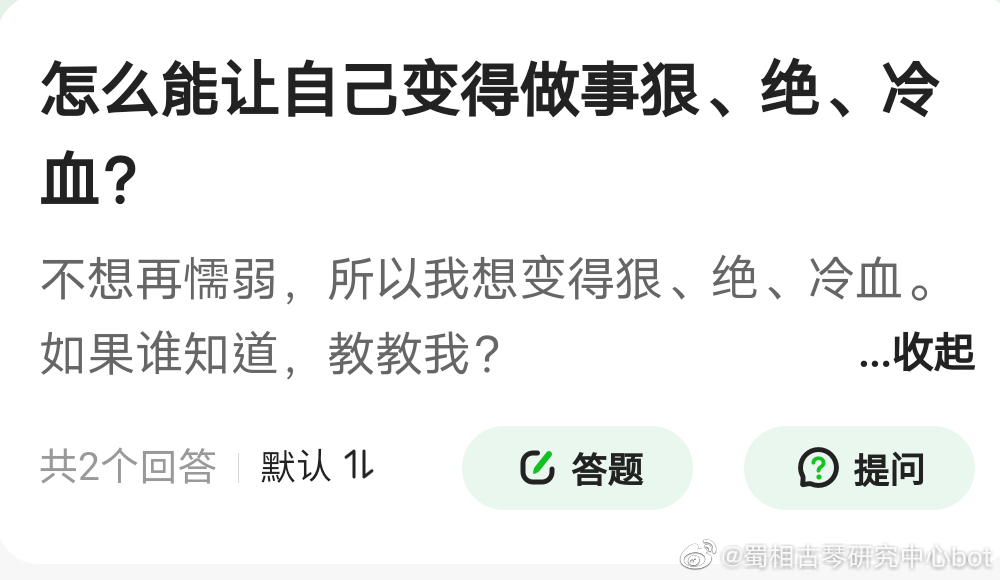 怎么能让自己变得做事狠、绝、冷
血？
不想再懦弱，所以我想变得狠、绝、冷血。
如果谁知道，教教我？ ...收起
共2个回答 默认 答题 提问
@蜀相古琴研究中心bot